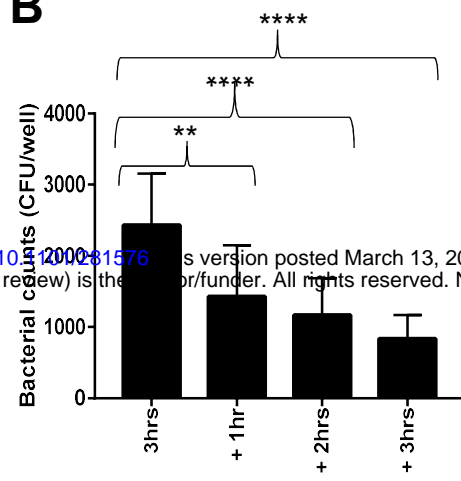 B
****
****
**
Bacterial counts (CFU/well)
4000
3000
2000
1000
0
10.1101/281576 s version posted March 13, 20
review) is the or/funder. All rights reserved. N
3hrs
+ 1hr
+ 2hrs
+ 3hrs